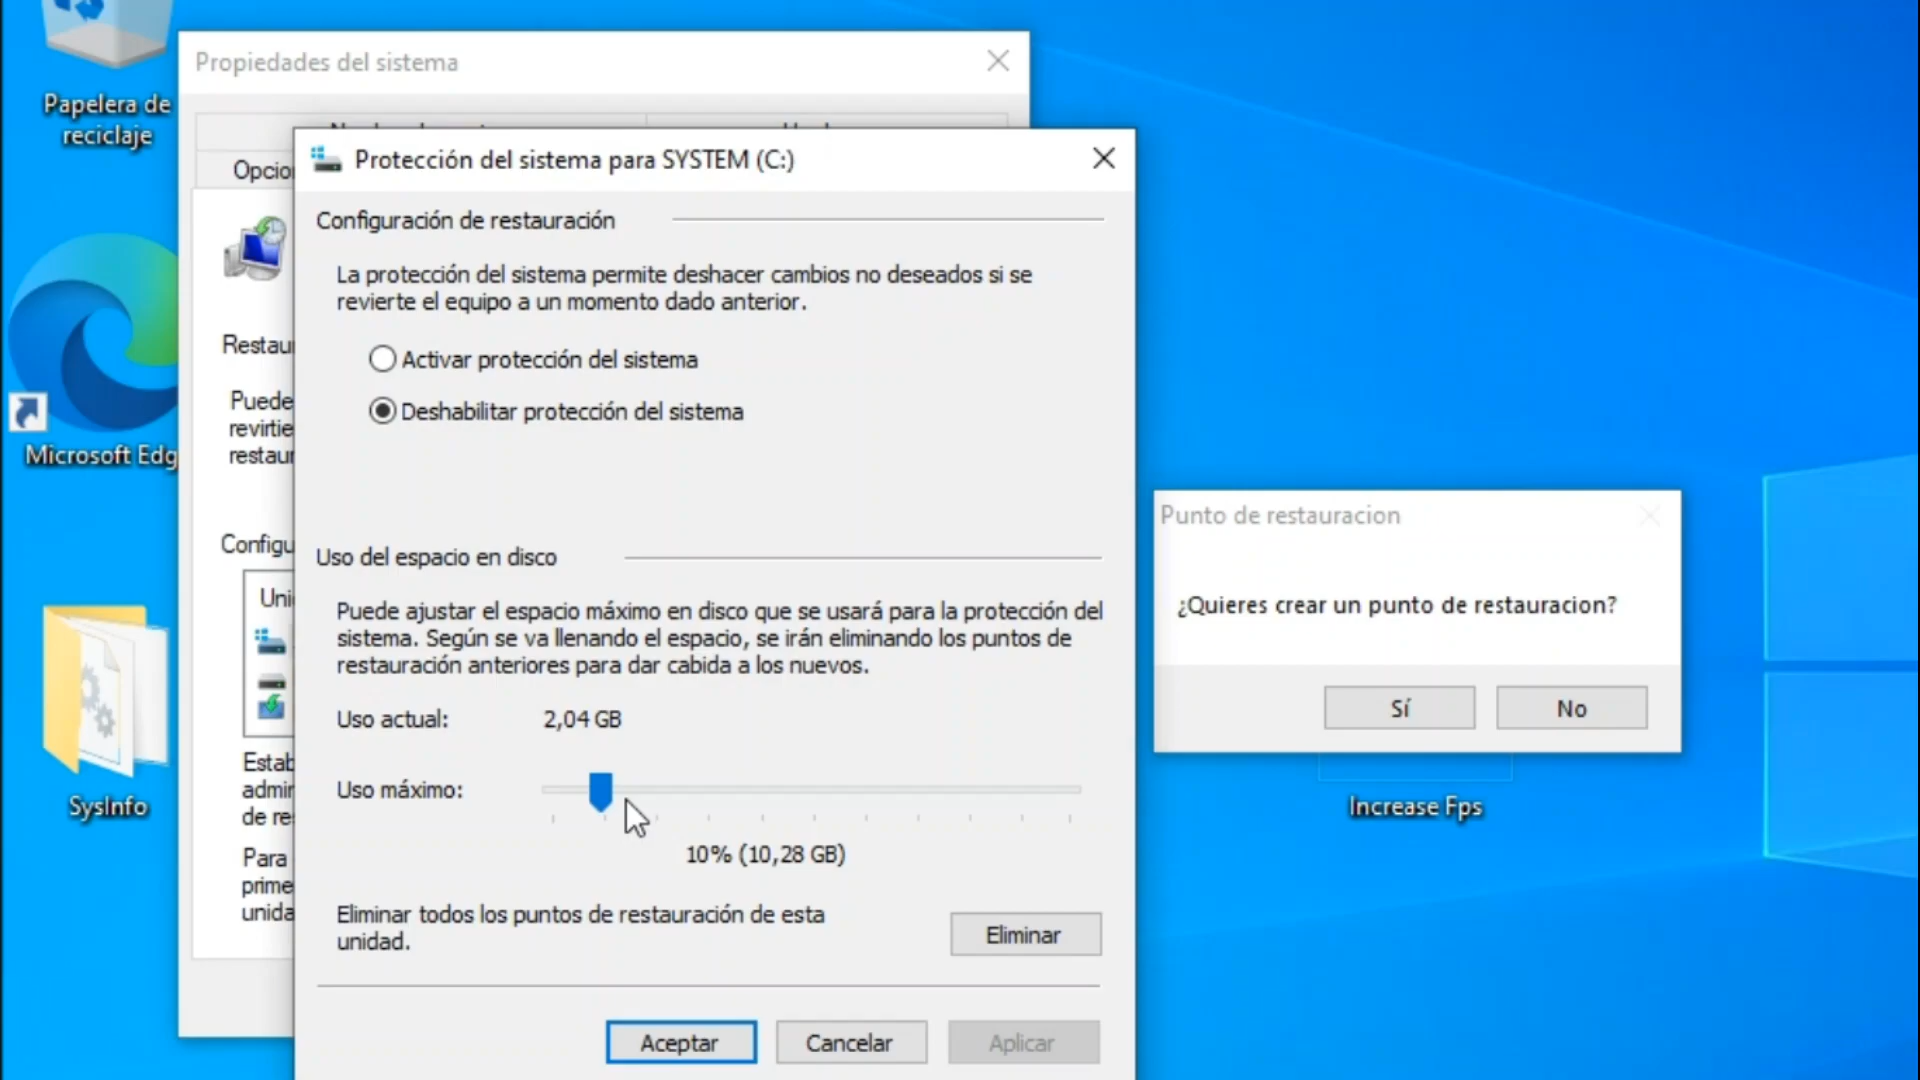 Papelera de
reciclaje
Microsoft Edg
SysInfo
Propiedades del sistema
Opcio
Restau
Puede
revirtie
restaur
Configu
Uni
Estab
admir
de re
Para
prime
unida
Protección del sistema para SYSTEM (C:)
Configuración de restauración
La protección del sistema permite deshacer cambios no deseados si se
revierte el equipo a un momento dado anterior.
Activar protección del sistema
Deshabilitar protección del sistema
Uso del espacio en disco
Puede ajustar el espacio máximo en disco que se usará para la protección del
sistema. Según se va llenando el espacio, se irán eliminando los puntos de
restauración anteriores para dar cabida a los nuevos.
Uso actual: 2,04 GB
Uso máximo:
10% (10,28 GB)
Eliminar todos los puntos de restauración de esta
unidad.
Eliminar
Aceptar Cancelar Aplicar
Punto de restauracion
¿Quieres crear un punto de restauracion?
Sí No
Increase Fps